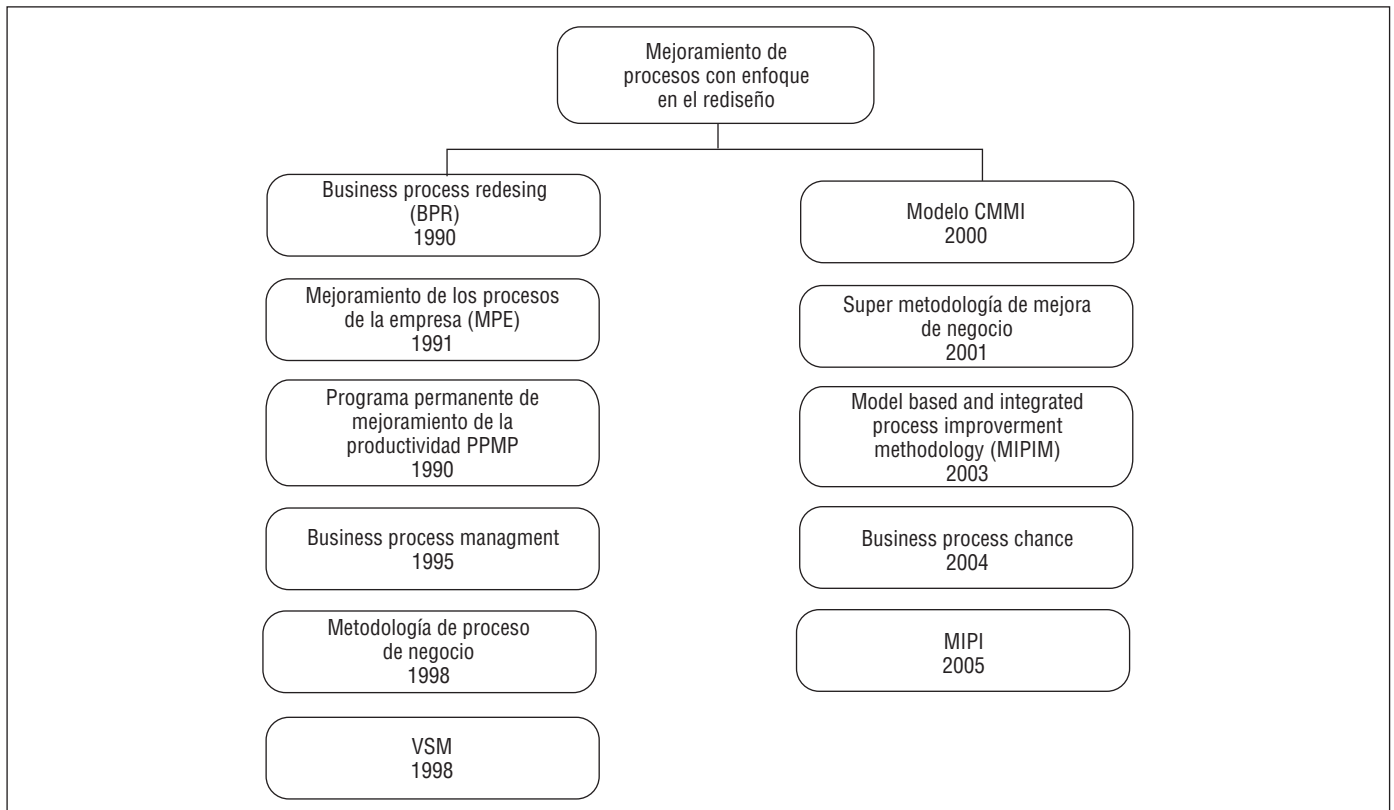 Mejoramiento de
procesos con enfoque
en el rediseño
Business process redesing
(BPR)
1990
Mejoramiento de los procesos
de la empresa (MPE)
1991
Programa permanente de
mejoramiento de la
productividad PPMP
1990
Business process managment
1995
Metodología de proceso
de negocio
1998
VSM
1998
Modelo CMMI
2000
Super metodología de mejora
de negocio
2001
Model based and integrated
process improverment
methodology (MIPIM)
2003
Business process chance
2004
MIPI
2005